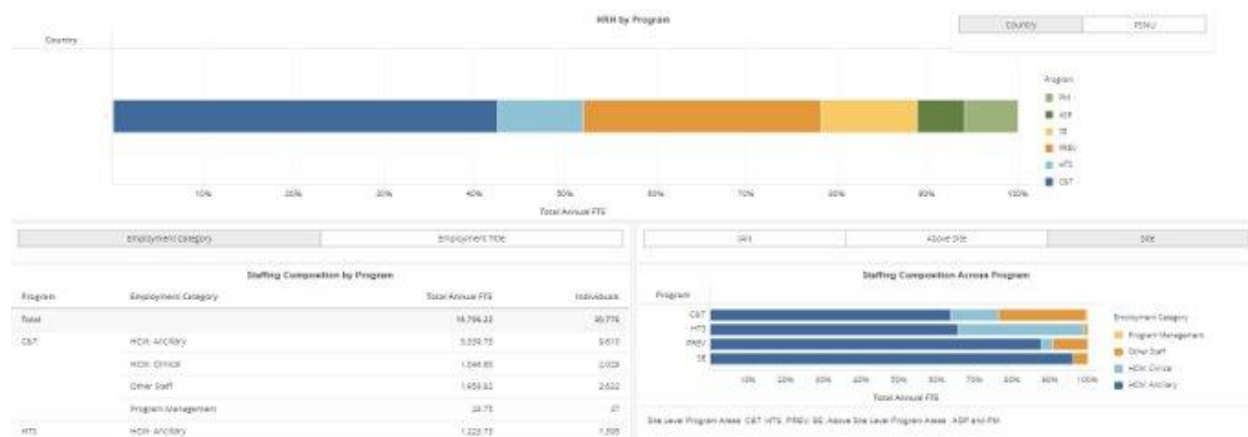 HRH by Program
Country PSNU
Country
Program
PM
ASP
SE
PREV
HTS
C&T
10% 20% 30% 40% 50% 60% 70% 80% 90% 100%
Total Annual FTE
Employment Category Employment Title
(All) Above Site Site
Staffing Composition by Program
Program Employment Category Total Annual FTE Individuals
Total
C&T HCW: Ancillary
HCW: Clinical
Other Staff
Program Management
HTS HCW: Ancillary
Staffing Composition Across Program
Program
C&T
HTS
PREV
SE
10% 20% 30% 40% 50% 60% 70% 80% 90% 100%
Total Annual FTE
Employment Category
Program Management
Other Staff
HCW: Clinical
HCW: Ancillary
Site Level Program Areas: C&T, HTS, PREV, SE; Above Site Level Program Areas: ASP and PM